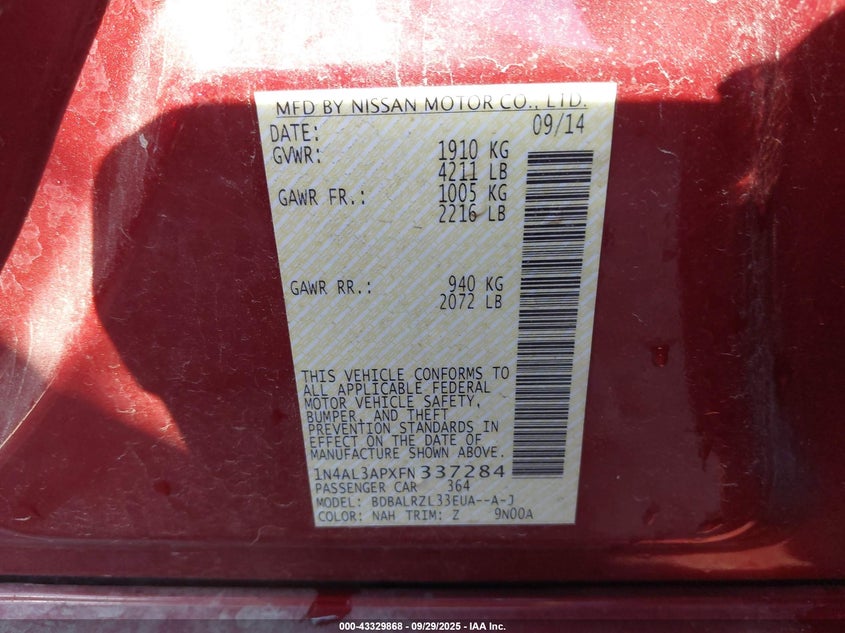 MFD BY NISSAN MOTOR CO., LTD.
DATE: 09/14
GVWR: 1910 KG
4211 LB
GAWR FR.: 1005 KG
2216 LB
GAWR RR.: 940 KG
2072 LB
THIS VEHICLE CONFORMS TO
ALL APPLICABLE FEDERAL
MOTOR VEHICLE SAFETY,
BUMPER, AND THEFT
PREVENTION STANDARDS IN
EFFECT ON THE DATE OF
MANUFACTURE SHOWN ABOVE.
1N4AL3APXFN337284
PASSENGER CAR 364
MODEL: BDBALRZL33EUA--A-J
COLOR: NAH TRIM: Z 9N00A
000-43329868 - 09/29/2025 - IAA Inc.